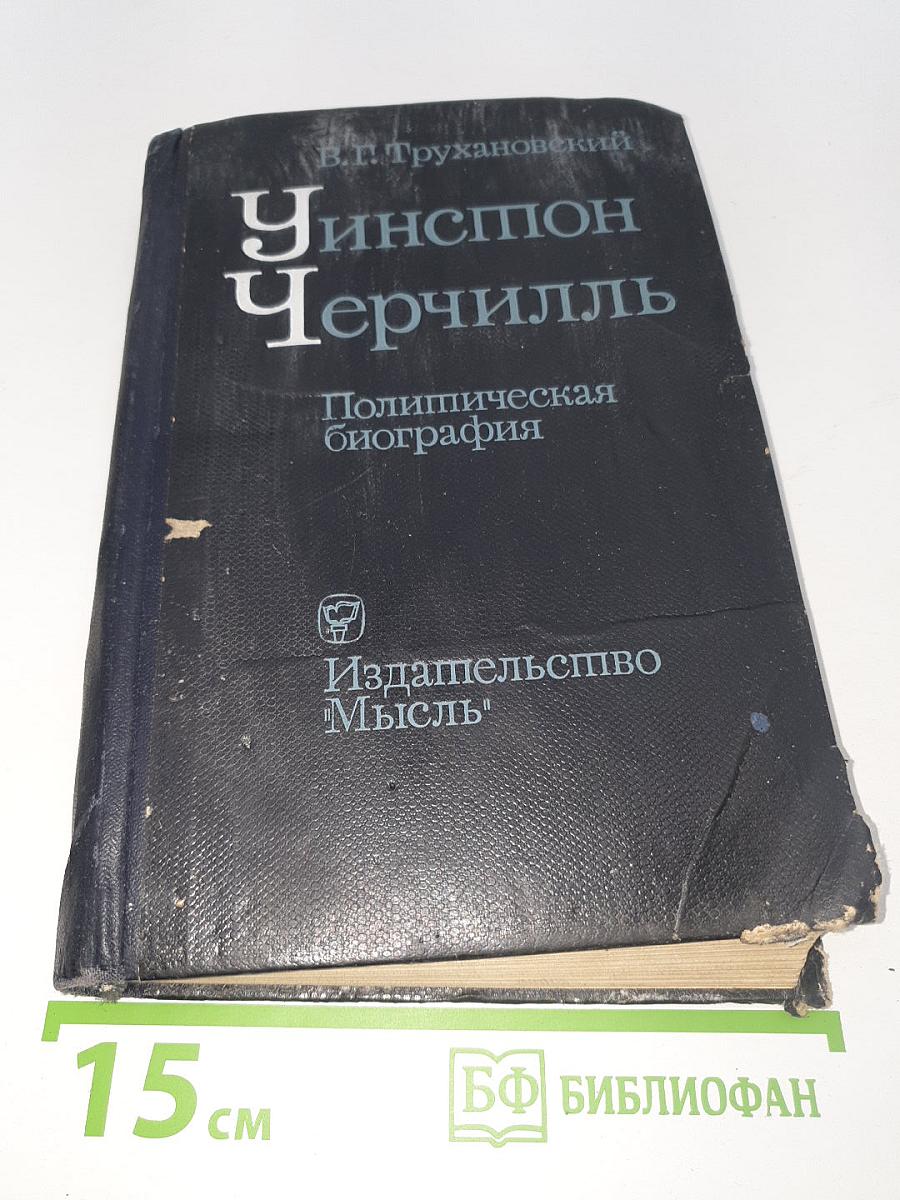 В. Г. Трухановский
Уинстон
Черчилль
Политическая
биография
Издательство
"Мысль"
15 см
БФ БИБЛИОФАН